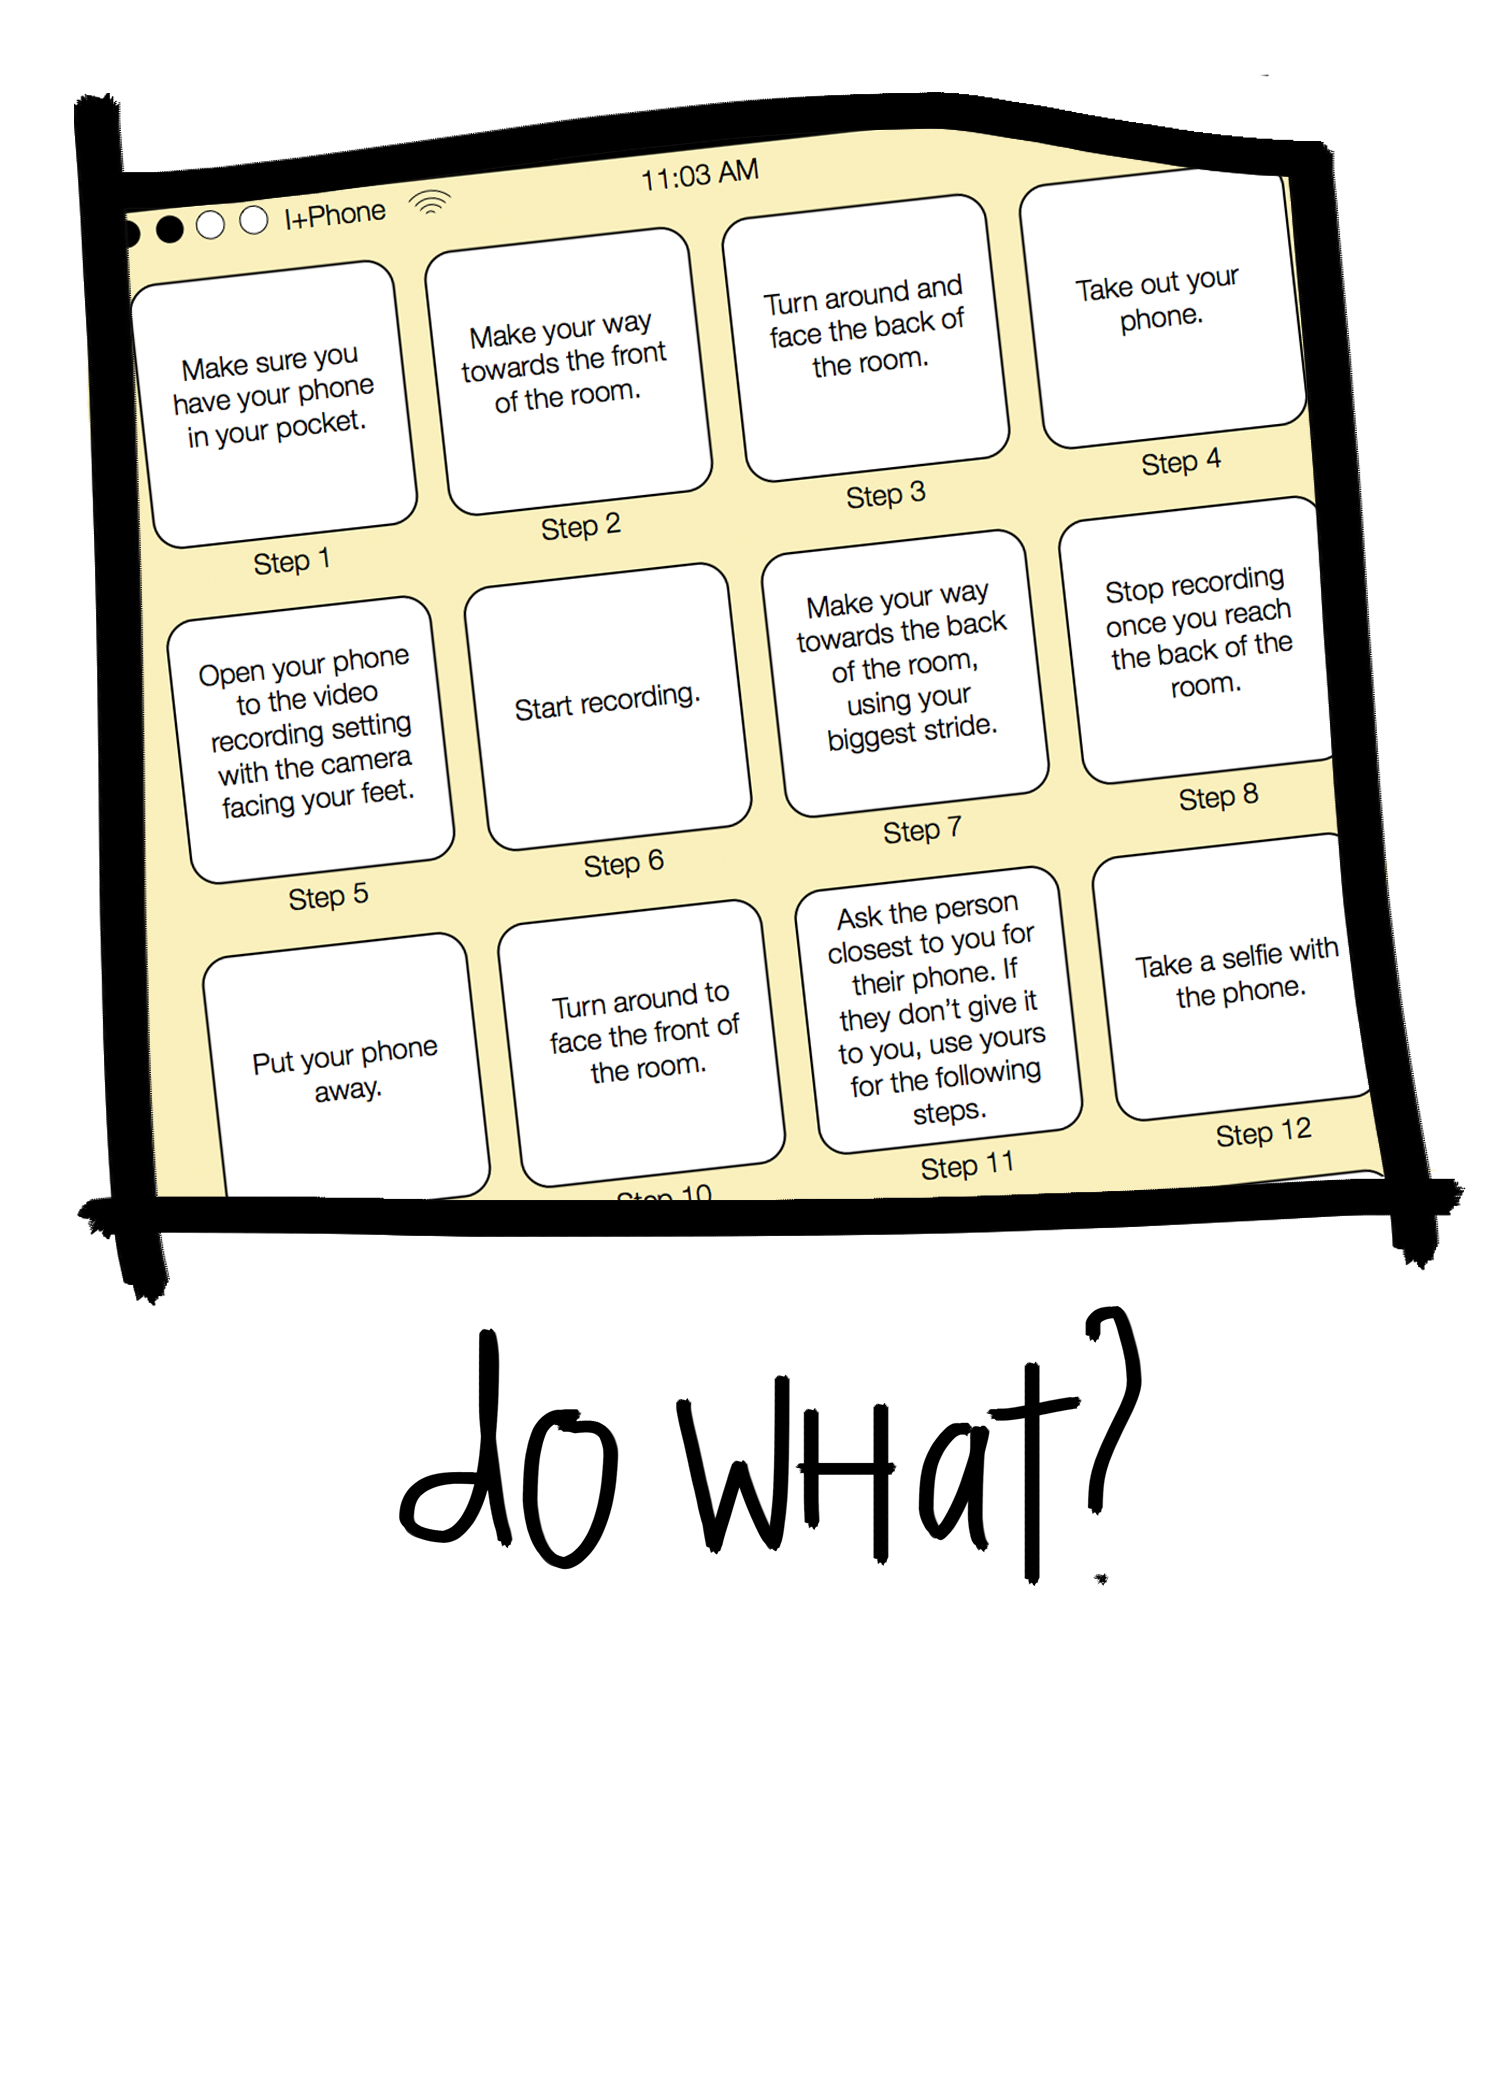 I+Phone
11:03 AM
Make sure you
have your phone
in your pocket.
Step 1
Make your way
towards the front
of the room.
Step 2
Turn around and
face the back of
the room.
Step 3
Take out your
phone.
Step 4
Open your phone
to the video
recording setting
with the camera
facing your feet.
Step 5
Start recording.
Step 6
Make your way
towards the back
of the room,
using your
biggest stride.
Step 7
Stop recording
once you reach
the back of the
room.
Step 8
Put your phone
away.
Turn around to
face the front of
the room.
Step 10
Ask the person
closest to you for
their phone. If
they don’t give it
to you, use yours
for the following
steps.
Step 11
Take a selfie with
the phone.
Step 12
do wHat?